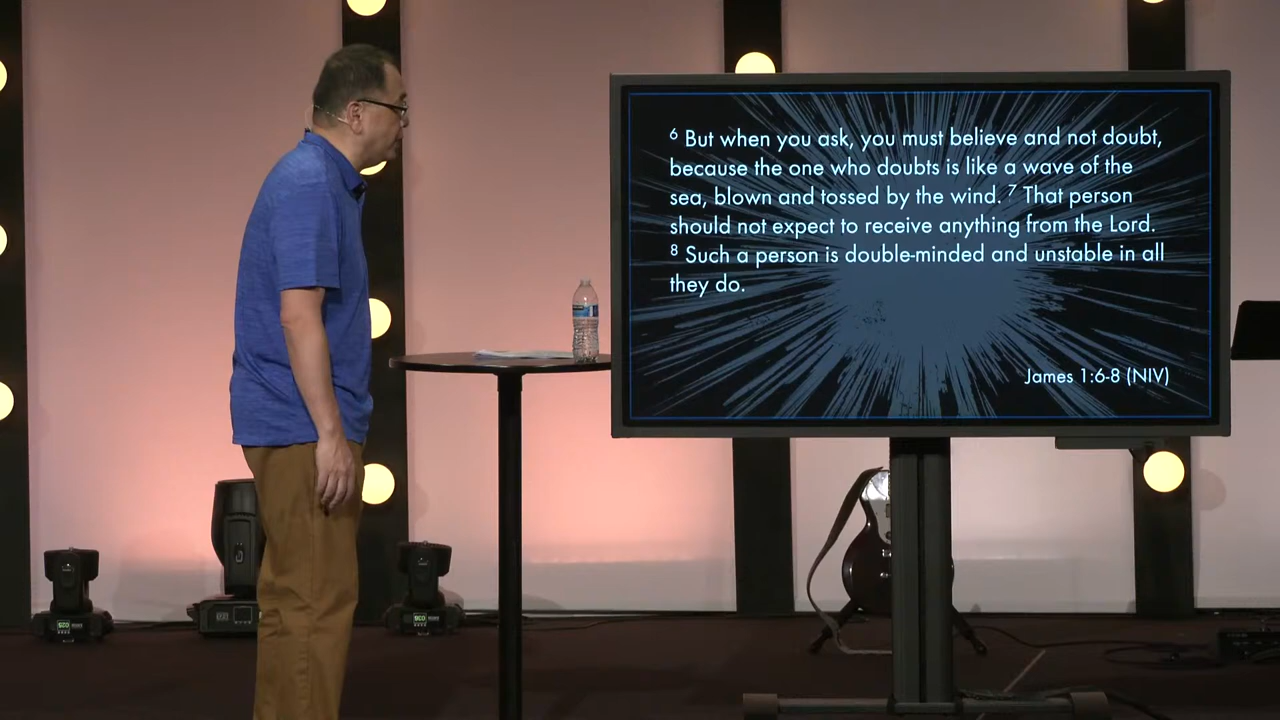 ⁶ But when you ask, you must believe and not doubt,
because the one who doubts is like a wave of the
sea, blown and tossed by the wind. ⁷ That person
should not expect to receive anything from the Lord.
⁸ Such a person is double-minded and unstable in all
they do.
James 1:6-8 (NIV)